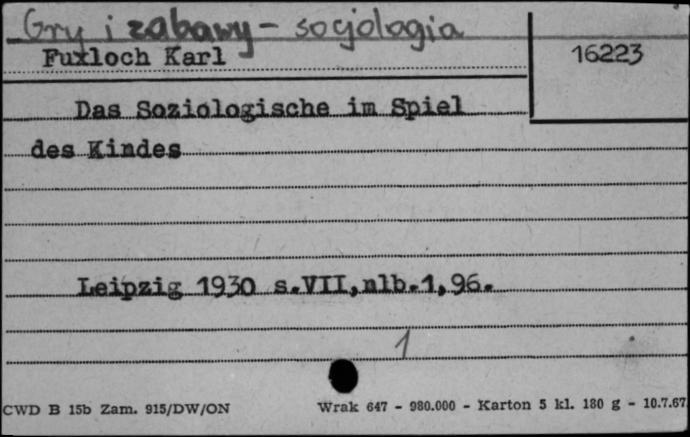 Gry i zabawy - socjologia
Fuxloch Karl
16223
Das Soziologische im Spiel
des Kindes
Leipzig 1930 s.VII,nlb.1,96.
1
CWD B 15b Zam. 915/DW/ON
Wrak 647 - 980.000 - Karton 5 kl. 180 g - 10.7.67